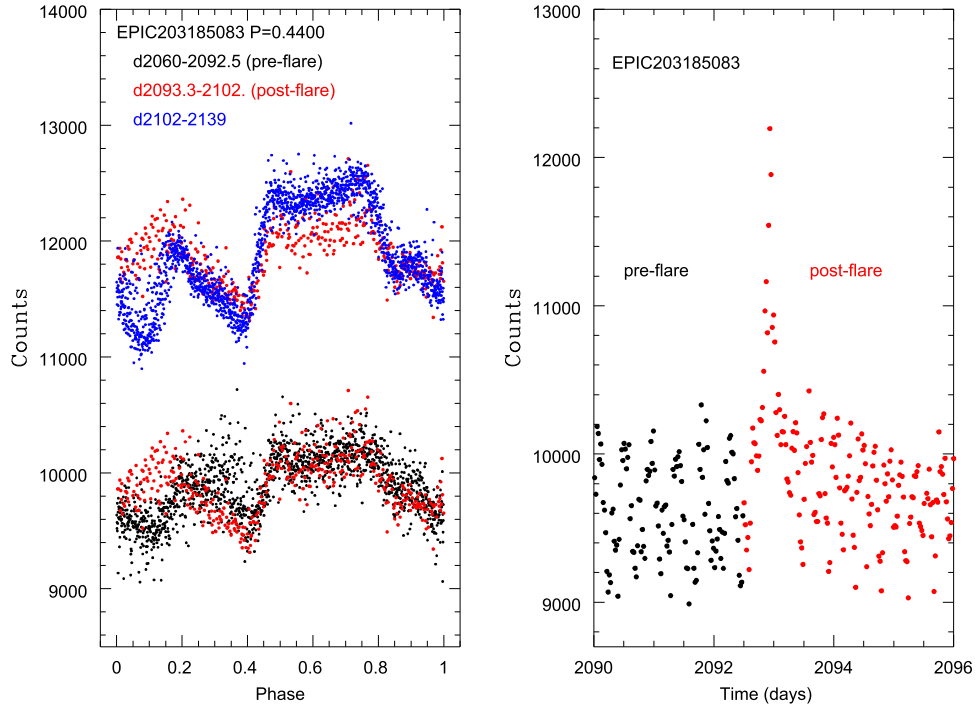 EPIC203185083 P=0.4400
d2060-2092.5 (pre-flare)
d2093.3-2102. (post-flare)
d2102-2139
13000
12000
11000
10000
9000
Counts
0 0.2 0.4 0.6 0.8 1
Phase
EPIC203185083
pre-flare post-flare
13000
12000
11000
10000
9000
Counts
2090 2092 2094 2096
Time (days)